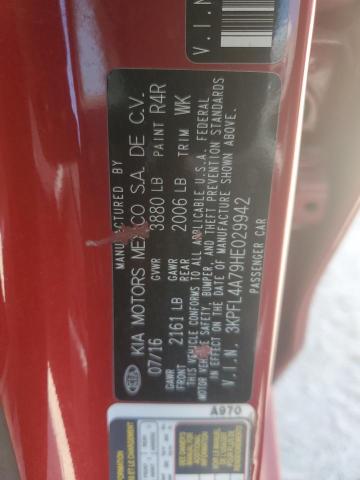 V.I.N.
MANUFACTURED BY
KIA MOTORS MEXICO S.A. DE C.V.
07/16 GVWR 3880 LB PAINT R4R
GAWR FRONT 2161 LB GAWR REAR 2006 LB TRIM WK
THIS VEHICLE CONFORMS TO ALL APPLICABLE U.S.A. FEDERAL
MOTOR VEHICLE SAFETY, BUMPER, AND THEFT PREVENTION STANDARDS
IN EFFECT ON THE DATE OF MANUFACTURE SHOWN ABOVE.
V.I.N. 3KPFL4A79HE029942
PASSENGER CAR
KIA
A970